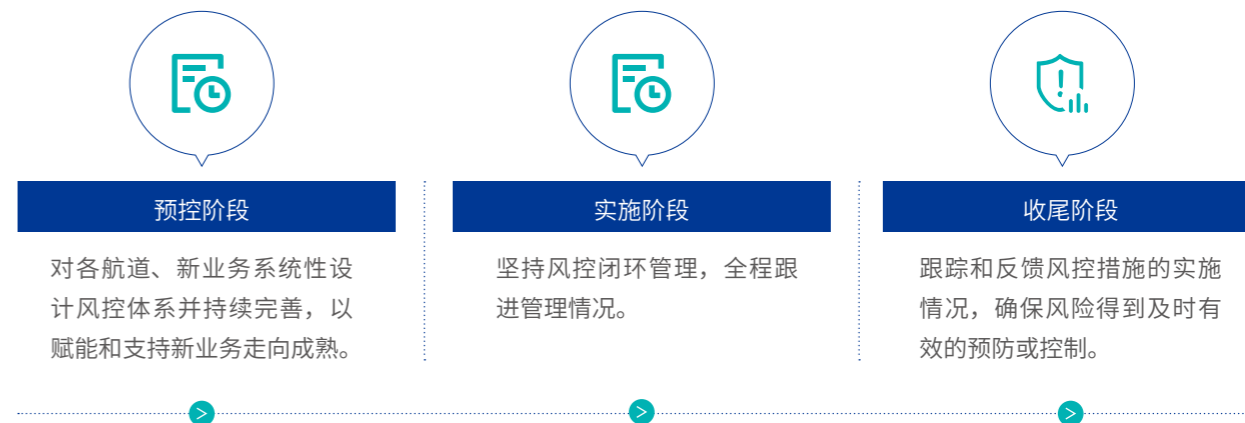 预控阶段
对各航道、新业务系统性设
计风控体系并持续完善，以
赋能和支持新业务走向成熟。
实施阶段
坚持风控闭环管理，全程跟
进管理情况。
收尾阶段
跟踪和反馈风控措施的实施
情况，确保风险得到及时有
效的预防或控制。